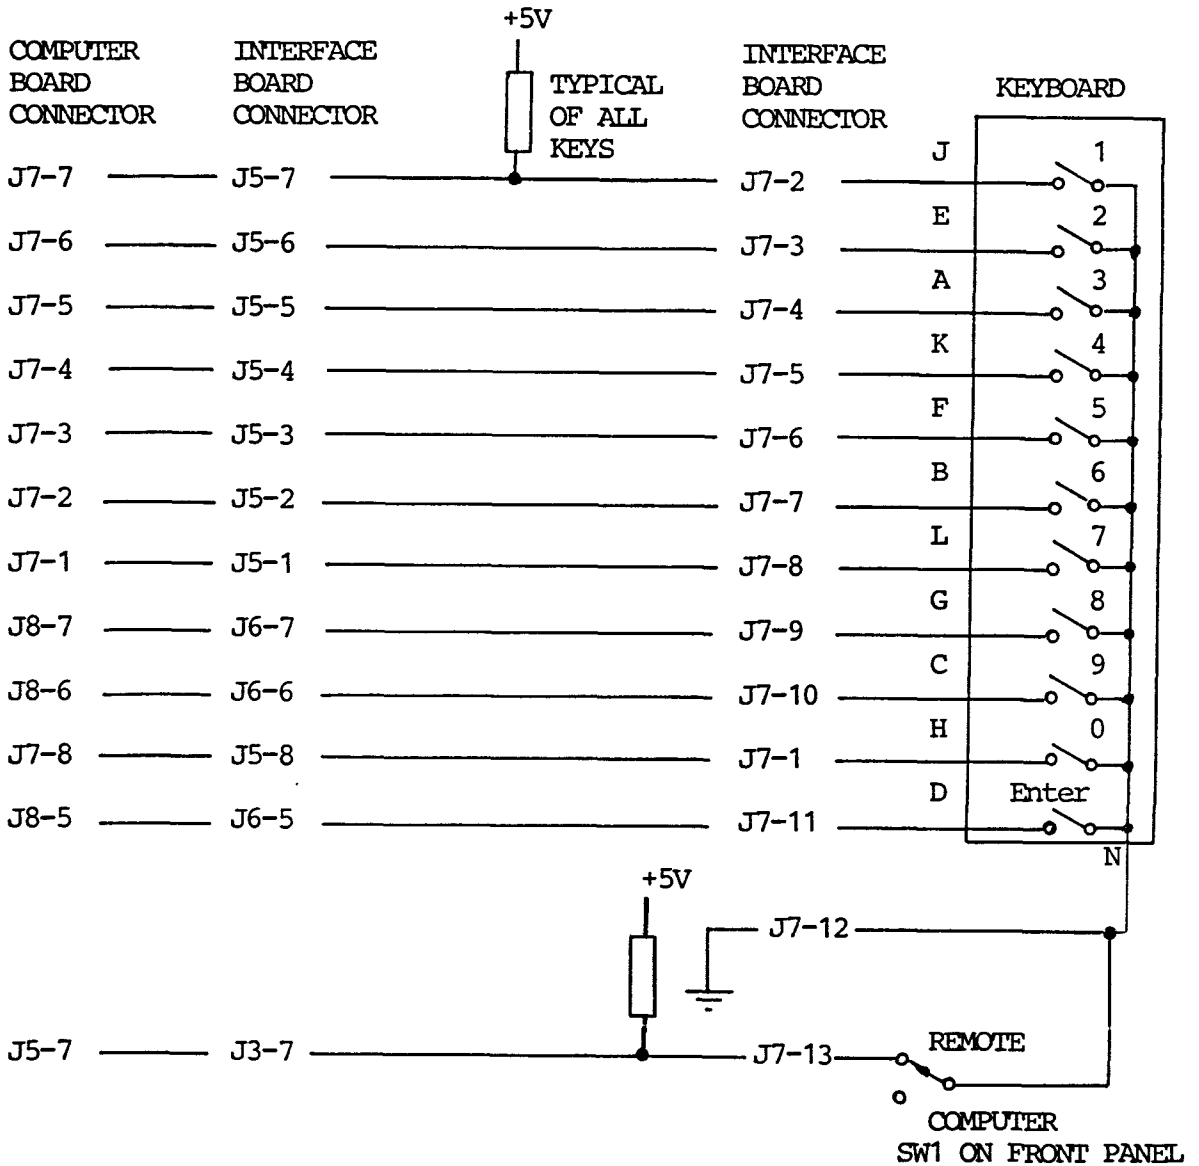 +5V
COMPUTER BOARD CONNECTOR
INTERFACE BOARD CONNECTOR
TYPICAL OF ALL KEYS
INTERFACE BOARD CONNECTOR
KEYBOARD
J7-7 J5-7 J7-2 J 1
J7-6 J5-6 J7-3 E 2
J7-5 J5-5 J7-4 A 3
J7-4 J5-4 J7-5 K 4
J7-3 J5-3 J7-6 F 5
J7-2 J5-2 J7-7 B 6
J7-1 J5-1 J7-8 L 7
J8-7 J6-7 J7-9 G 8
J8-6 J6-6 J7-10 C 9
J7-8 J5-8 J7-1 H 0
J8-5 J6-5 J7-11 D Enter
N
+5V
J7-12
J5-7 J3-7 J7-13 REMOTE
COMPUTER
SW1 ON FRONT PANEL